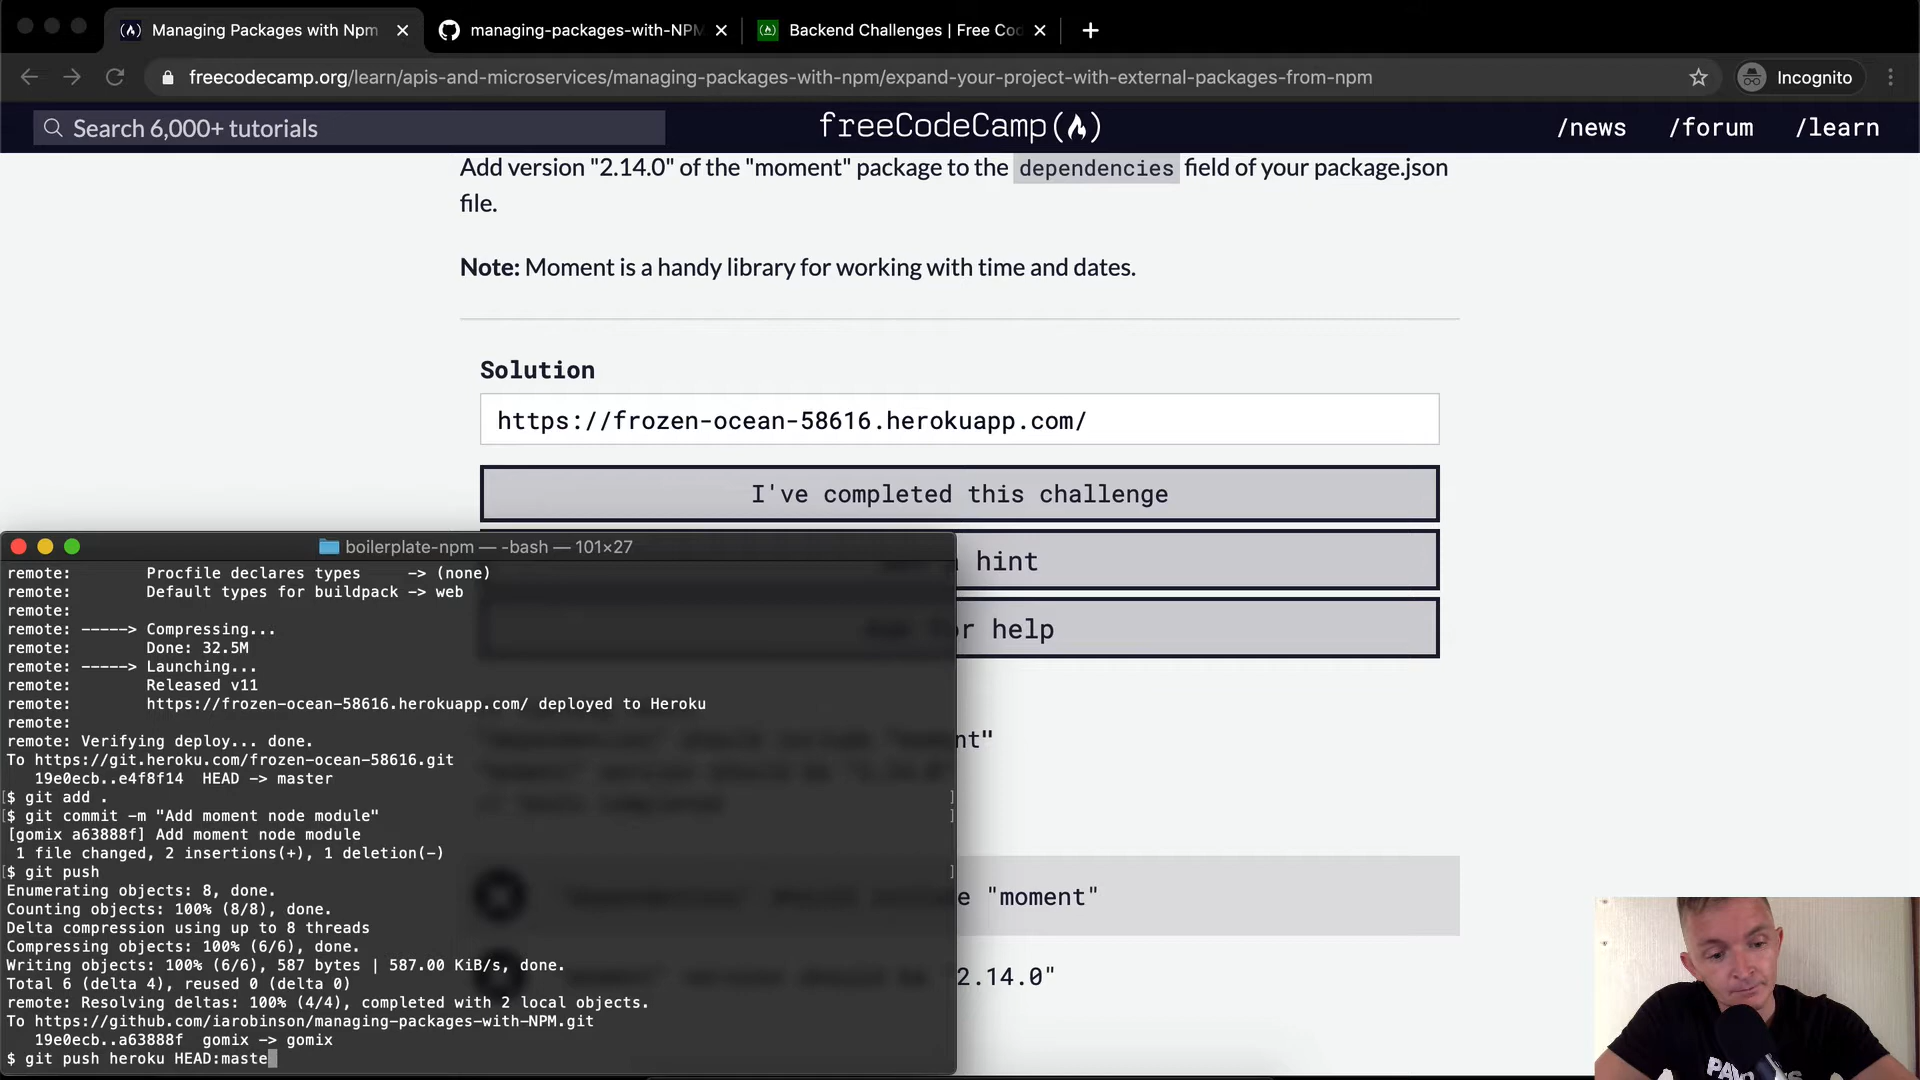 Managing Packages with Npm
managing-packages-with-NPM
Backend Challenges | Free Co
freecodecamp.org/learn/apis-and-microservices/managing-packages-with-npm/expand-your-project-with-external-packages-from-npm
Incognito
Search 6,000+ tutorials
freeCodeCamp
/news
/forum
/learn
Add version "2.14.0" of the "moment" package to the dependencies field of your package.json
file.
Note: Moment is a handy library for working with time and dates.
Solution
https://frozen-ocean-58616.herokuapp.com/
I've completed this challenge
hint
for help
nt"
"moment"
2.14.0"
boilerplate-npm — -bash — 101×27
remote: Procfile declares types -> (none)
remote: Default types for buildpack -> web
remote:
remote: -----> Compressing...
remote: Done: 32.5M
remote: -----> Launching...
remote: Released v11
remote: https://frozen-ocean-58616.herokuapp.com/ deployed to Heroku
remote:
remote: Verifying deploy... done.
To https://git.heroku.com/frozen-ocean-58616.git
19e0ecb..e4f8f14 HEAD -> master
[$ git add . ]
[$ git commit -m "Add moment node module" ]
[gomix a63888f] Add moment node module
1 file changed, 2 insertions(+), 1 deletion(-)
[$ git push ]
Enumerating objects: 8, done.
Counting objects: 100% (8/8), done.
Delta compression using up to 8 threads
Compressing objects: 100% (6/6), done.
Writing objects: 100% (6/6), 587 bytes | 587.00 KiB/s, done.
Total 6 (delta 4), reused 0 (delta 0)
remote: Resolving deltas: 100% (4/4), completed with 2 local objects.
To https://github.com/iarobinson/managing-packages-with-NPM.git
19e0ecb..a63888f gomix -> gomix
$ git push heroku HEAD:maste